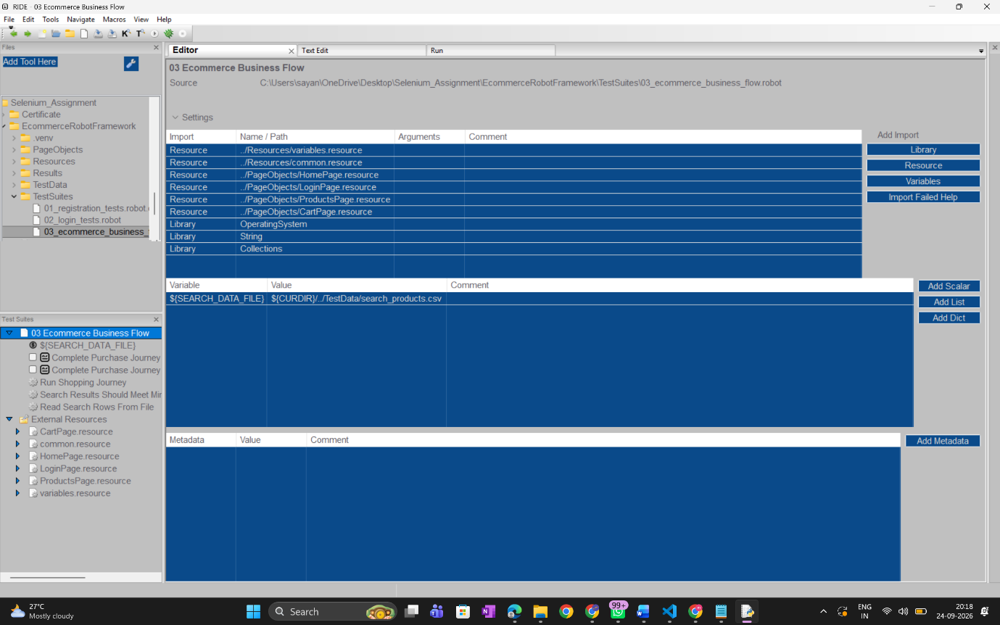 RIDE - 03 Ecommerce Business Flow
File Edit Tools Navigate Macros View Help
K T
Files
Add Tool Here
Selenium_Assignment
Certificate
EcommerceRobotFramework
.venv
PageObjects
Resources
Results
TestData
TestSuites
01_registration_tests.robot.
02_login_tests.robot
03_ecommerce_business_
Test Suites
03 Ecommerce Business Flow
${SEARCH_DATA_FILE}
Complete Purchase Journey
Complete Purchase Journey
Run Shopping Journey
Search Results Should Meet Mir
Read Search Rows From File
External Resources
CartPage.resource
common.resource
HomePage.resource
LoginPage.resource
ProductsPage.resource
variables.resource
Editor Text Edit Run
03 Ecommerce Business Flow
Source C:\Users\sayan\OneDrive\Desktop\Selenium_Assignment\EcommerceRobotFramework\TestSuites\03_ecommerce_business_flow.robot
Settings
Import Name / Path Arguments Comment
Resource ../Resources/variables.resource
Resource ../Resources/common.resource
Resource ../PageObjects/HomePage.resource
Resource ../PageObjects/LoginPage.resource
Resource ../PageObjects/ProductsPage.resource
Resource ../PageObjects/CartPage.resource
Library OperatingSystem
Library String
Library Collections
Add Import
Library
Resource
Variables
Import Failed Help
Variable Value Comment
${SEARCH_DATA_FILE} ${CURDIR}/../TestData/search_products.csv
Add Scalar
Add List
Add Dict
Metadata Value Comment
Add Metadata
27°C
Mostly cloudy
Search
99+
ENG
IN
20:18
24-09-2026